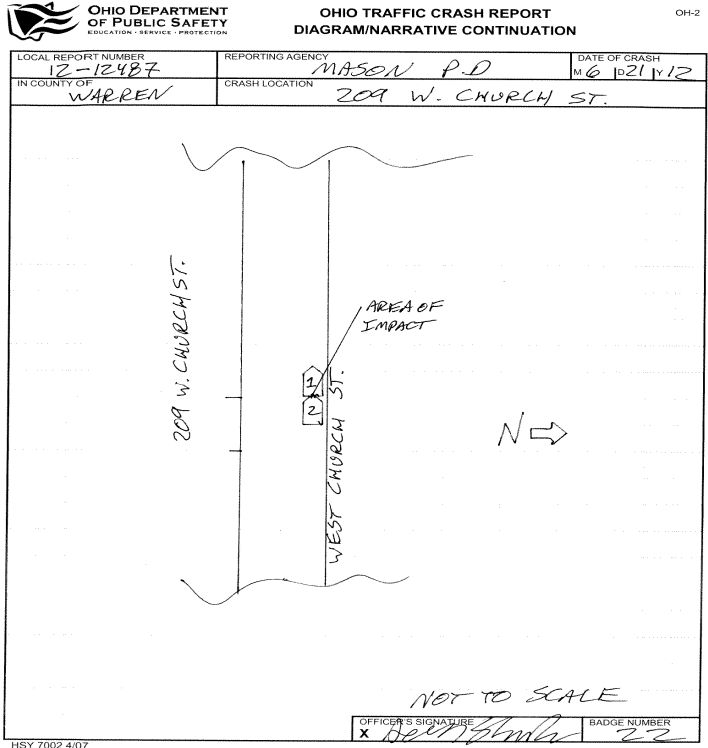 OHIO DEPARTMENT
OF PUBLIC SAFETY
EDUCATION · SERVICE · PROTECTION
OHIO TRAFFIC CRASH REPORT
DIAGRAM/NARRATIVE CONTINUATION
OH-2
LOCAL REPORT NUMBER
12-12487
REPORTING AGENCY
MASON P.D
DATE OF CRASH
M 6 D 21 Y 12
IN COUNTY OF
WARREN
CRASH LOCATION
209 W. CHURCH ST.
209 W. CHURCH ST.
AREA OF
IMPACT
1
2
WEST CHURCH ST.
N
NOT TO SCALE
OFFICER'S SIGNATURE
X
BADGE NUMBER
22
HSY 7002 4/07